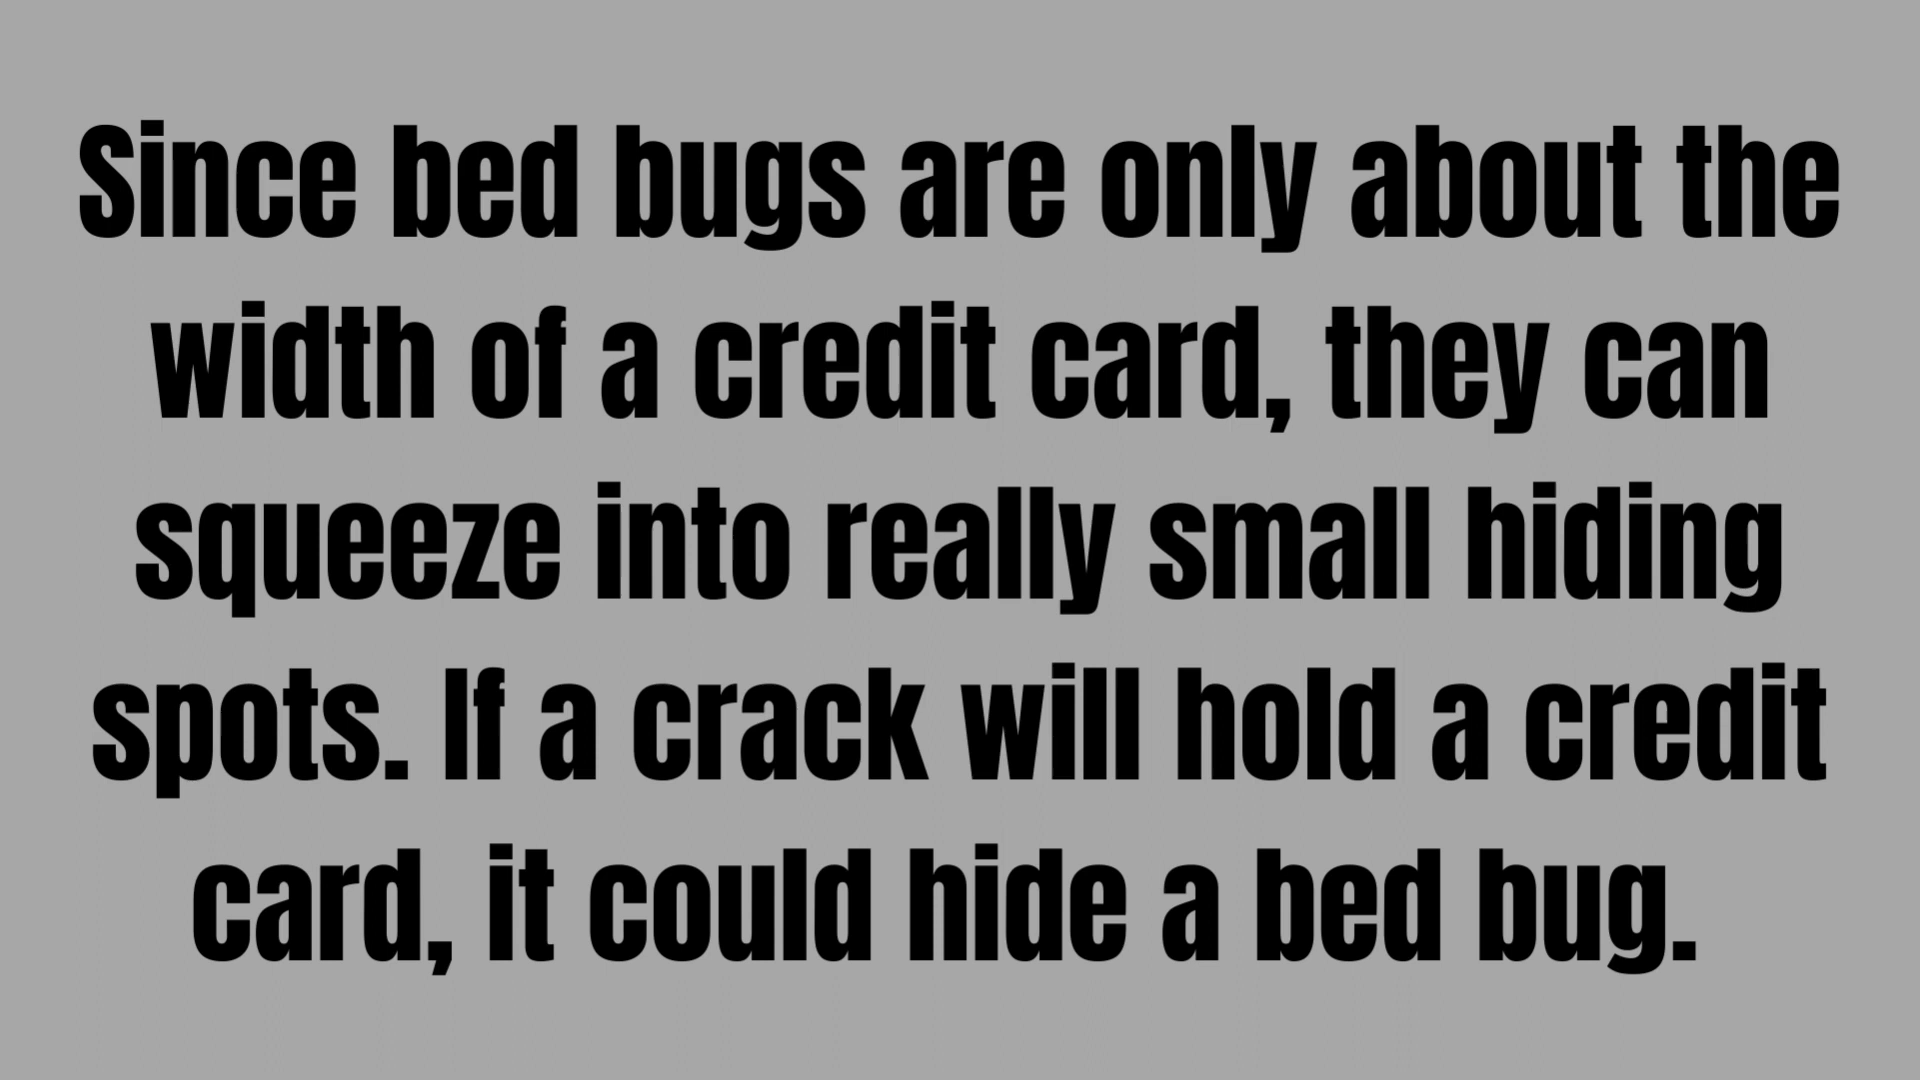 Since bed bugs are only about the
width of a credit card, they can
squeeze into really small hiding
spots. If a crack will hold a credit
card, it could hide a bed bug.